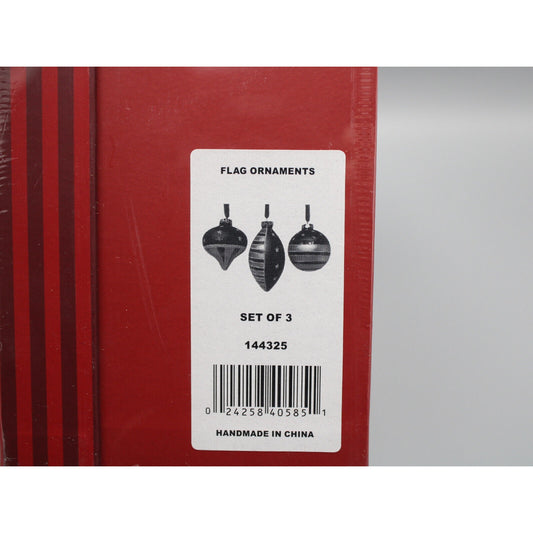 FLAG ORNAMENTS
SET OF 3
144325
0 24258 40585 1
HANDMADE IN CHINA